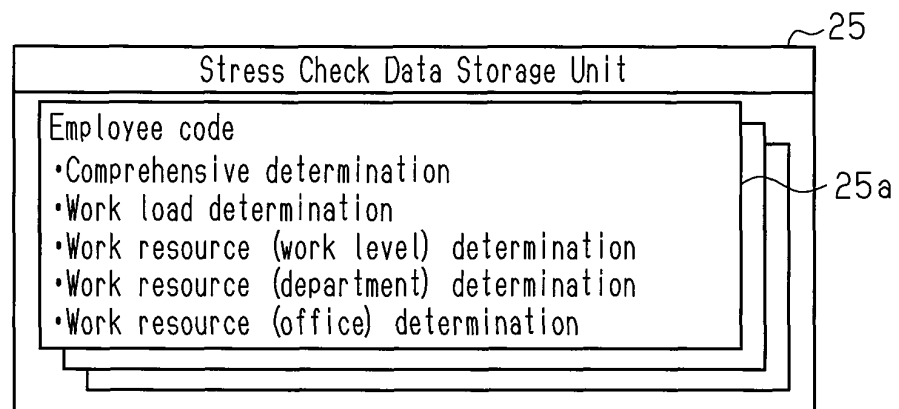 25
Stress Check Data Storage Unit
Employee code
•Comprehensive determination
25a
•Work load determination
•Work resource (work level) determination
•Work resource (department) determination
•Work resource (office) determination